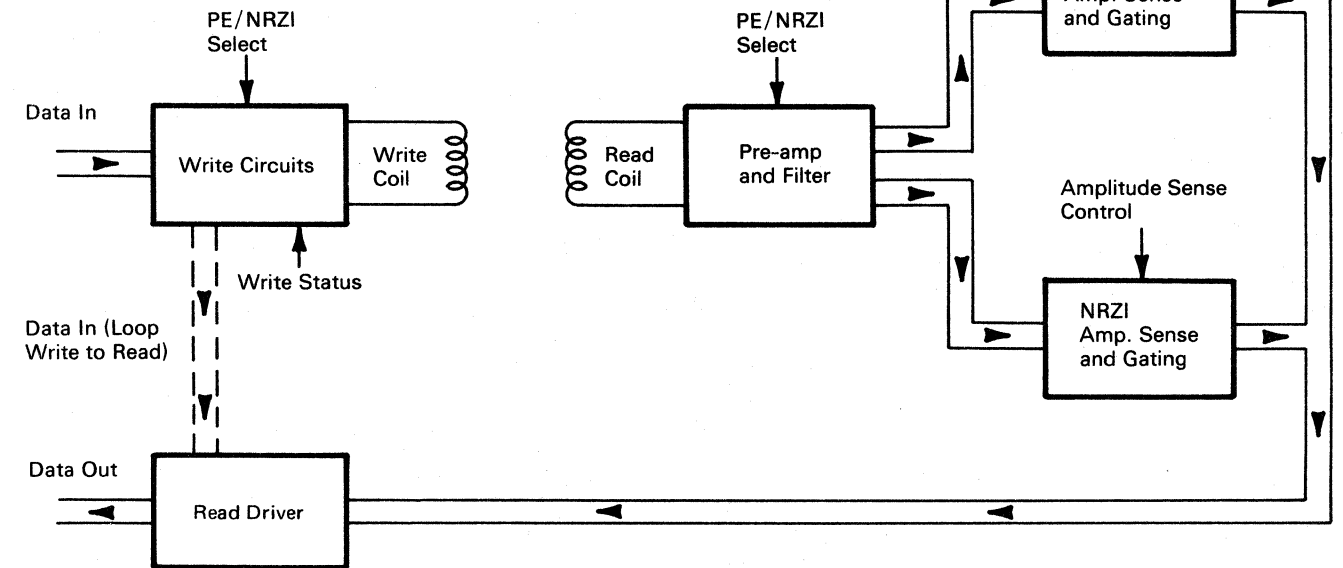 PE/NRZI
Select
PE/NRZI
Select
Amp. Sense
and Gating
Data In
Write Circuits
Write
Coil
Read
Coil
Pre-amp
and Filter
Amplitude Sense
Control
Write Status
Data In (Loop
Write to Read)
NRZI
Amp. Sense
and Gating
Data Out
Read Driver